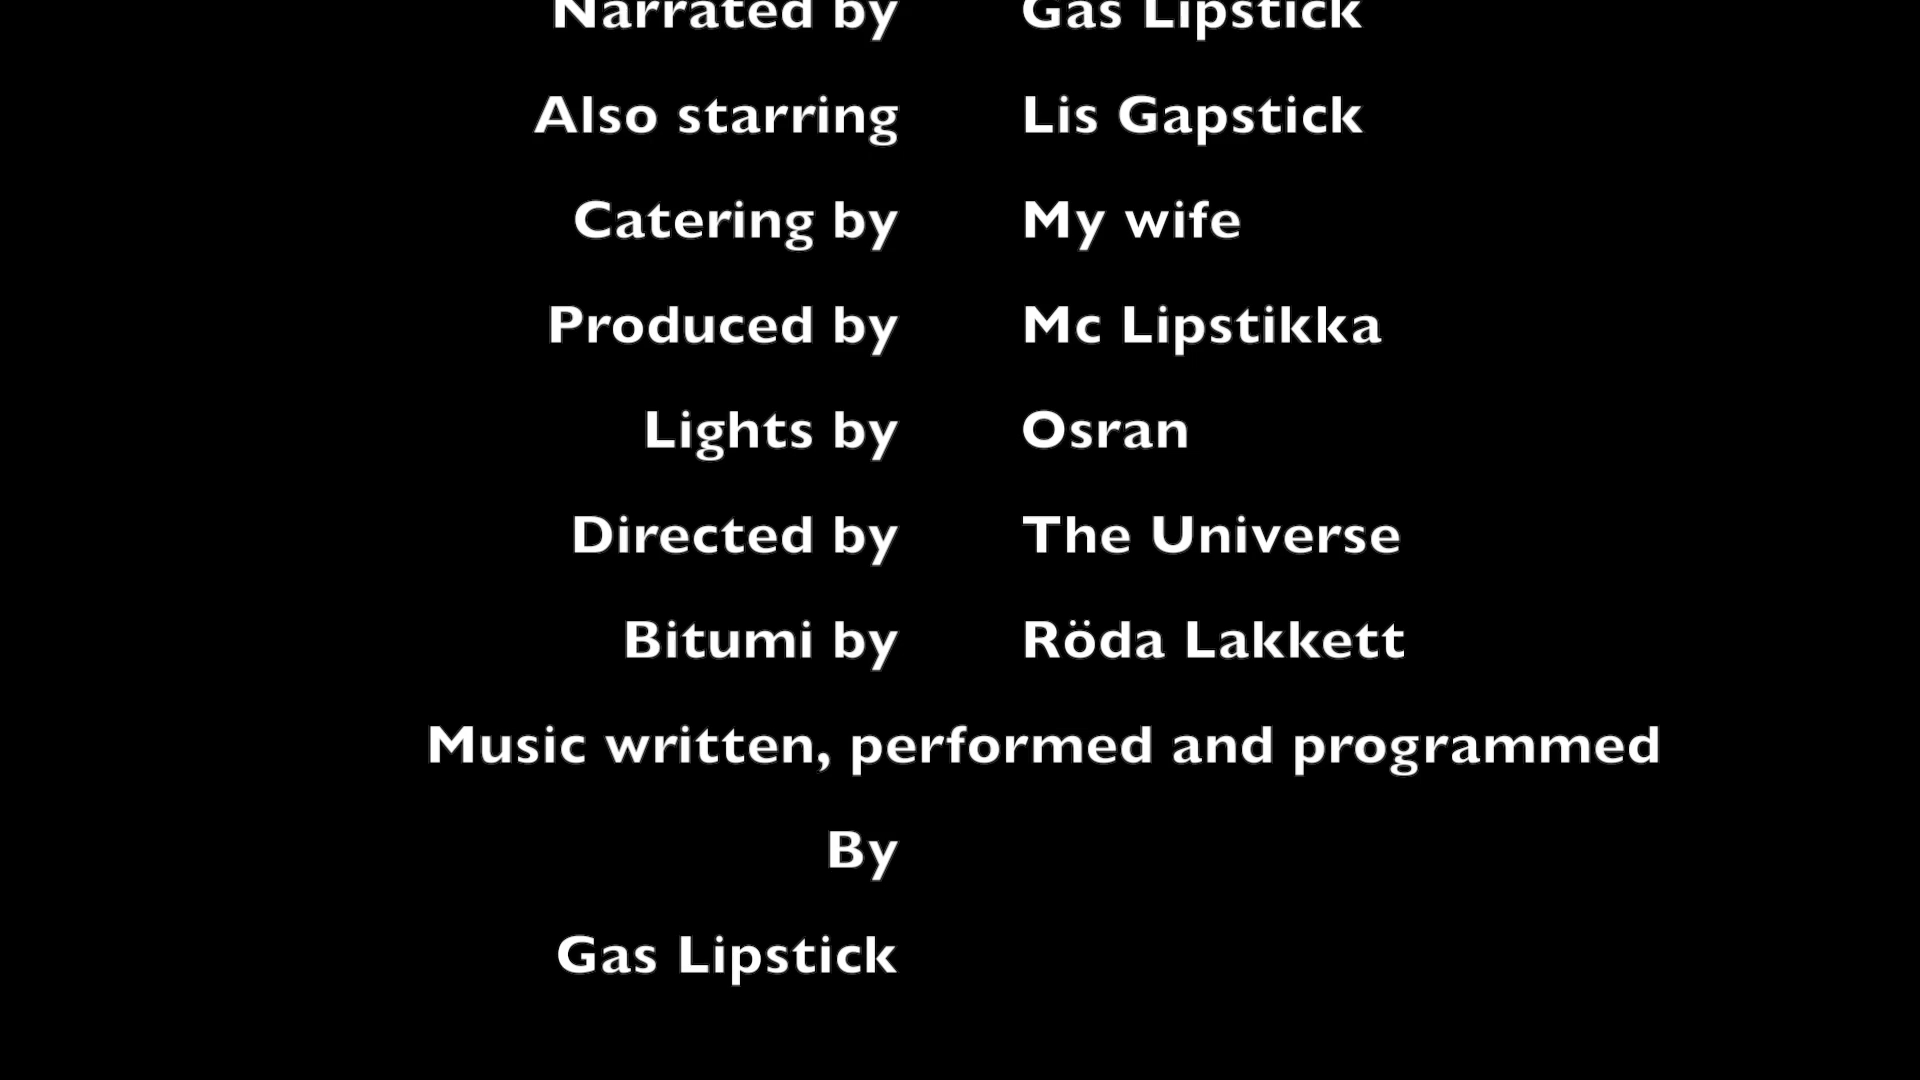 Narrated by Gas Lipstick
Also starring Lis Gapstick
Catering by My wife
Produced by Mc Lipstikka
Lights by Osran
Directed by The Universe
Bitumi by Röda Lakkett
Music written, performed and programmed
By
Gas Lipstick